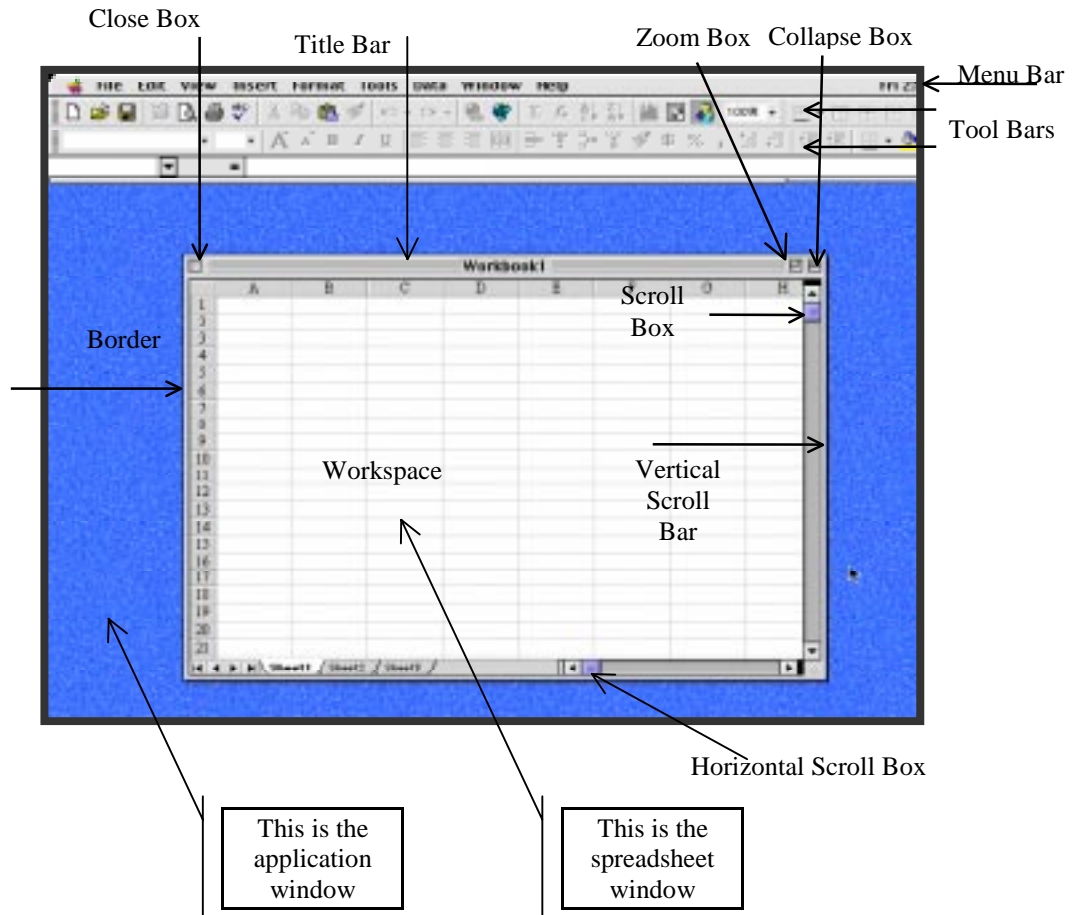 Close Box
Title Bar
Zoom Box
Collapse Box
Menu Bar
File Edit View Insert Format Tools Data Window Help
Fri
100%
Tool Bars
=
Workbook1
A B C D E F G H
Scroll
Box
Border
1
2
3
4
5
6
7
8
9
10
11
12
13
14
15
16
17
18
19
20
21
Workspace
Vertical
Scroll
Bar
Sheet1 Sheet2 Sheet3
Horizontal Scroll Box
This is the
application
window
This is the
spreadsheet
window